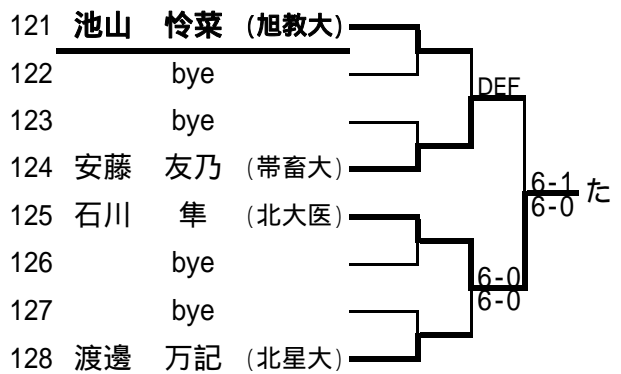 121 池山 怜菜 (旭教大)
122 bye
123 bye
124 安藤 友乃 (帯畜大)
125 石川 隼 (北大医)
126 bye
127 bye
128 渡邊 万記 (北星大)
DEF
6-0
6-0
6-1
6-0
た